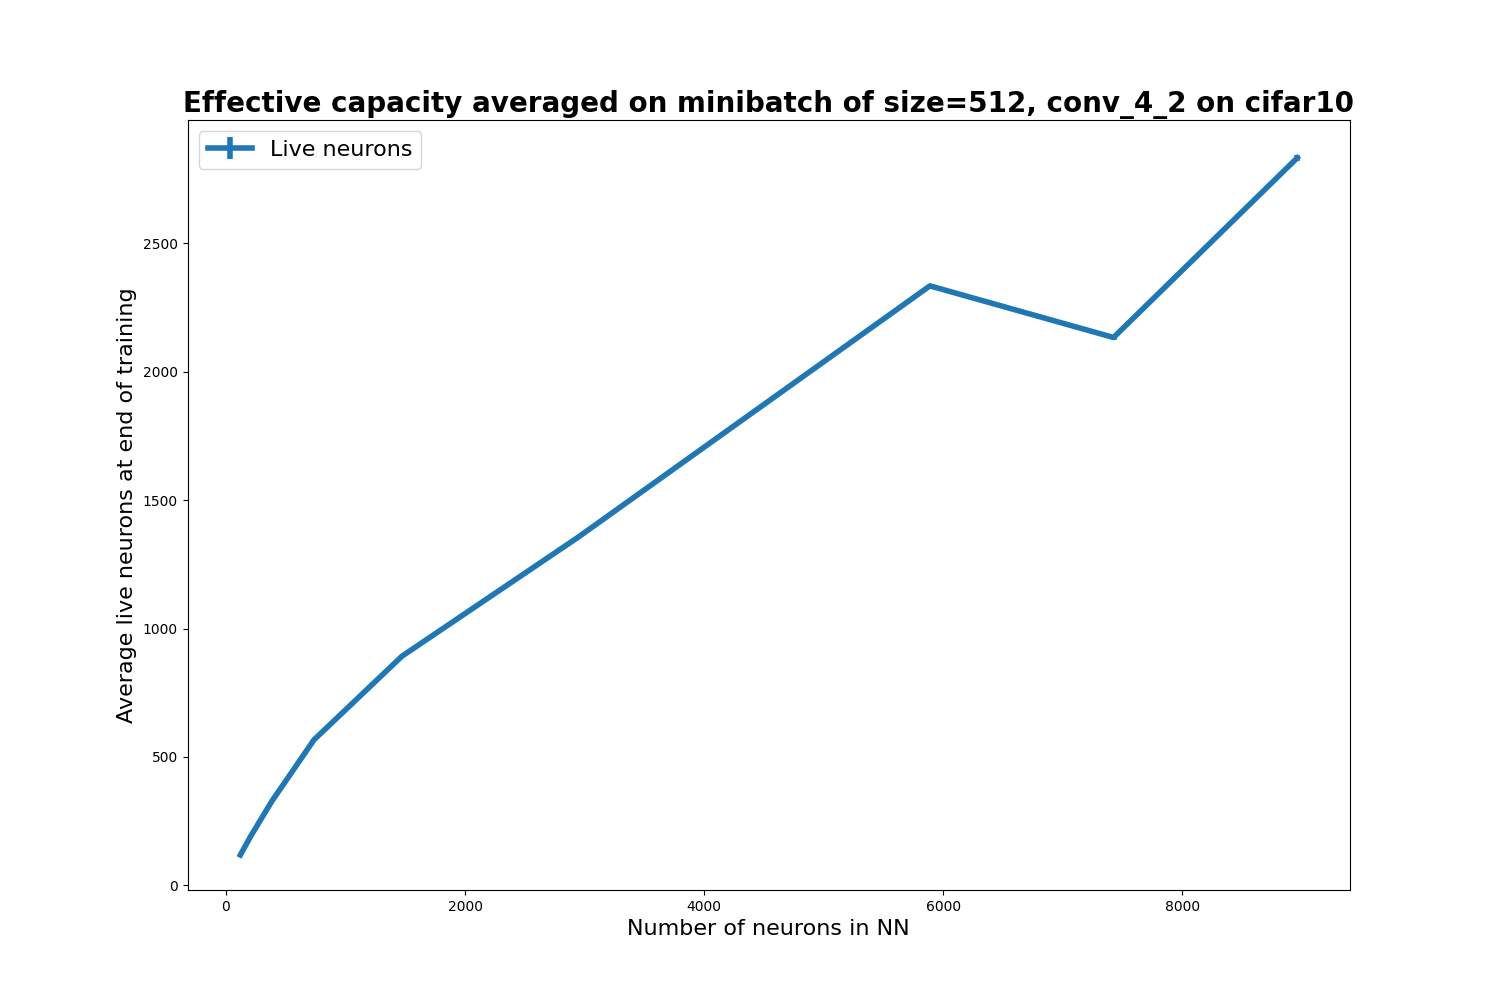 Effective capacity averaged on minibatch of size=512, conv_4_2 on cifar10
Live neurons
Average live neurons at end of training
2500
2000
1500
1000
500
0
0 2000 4000 6000 8000
Number of neurons in NN